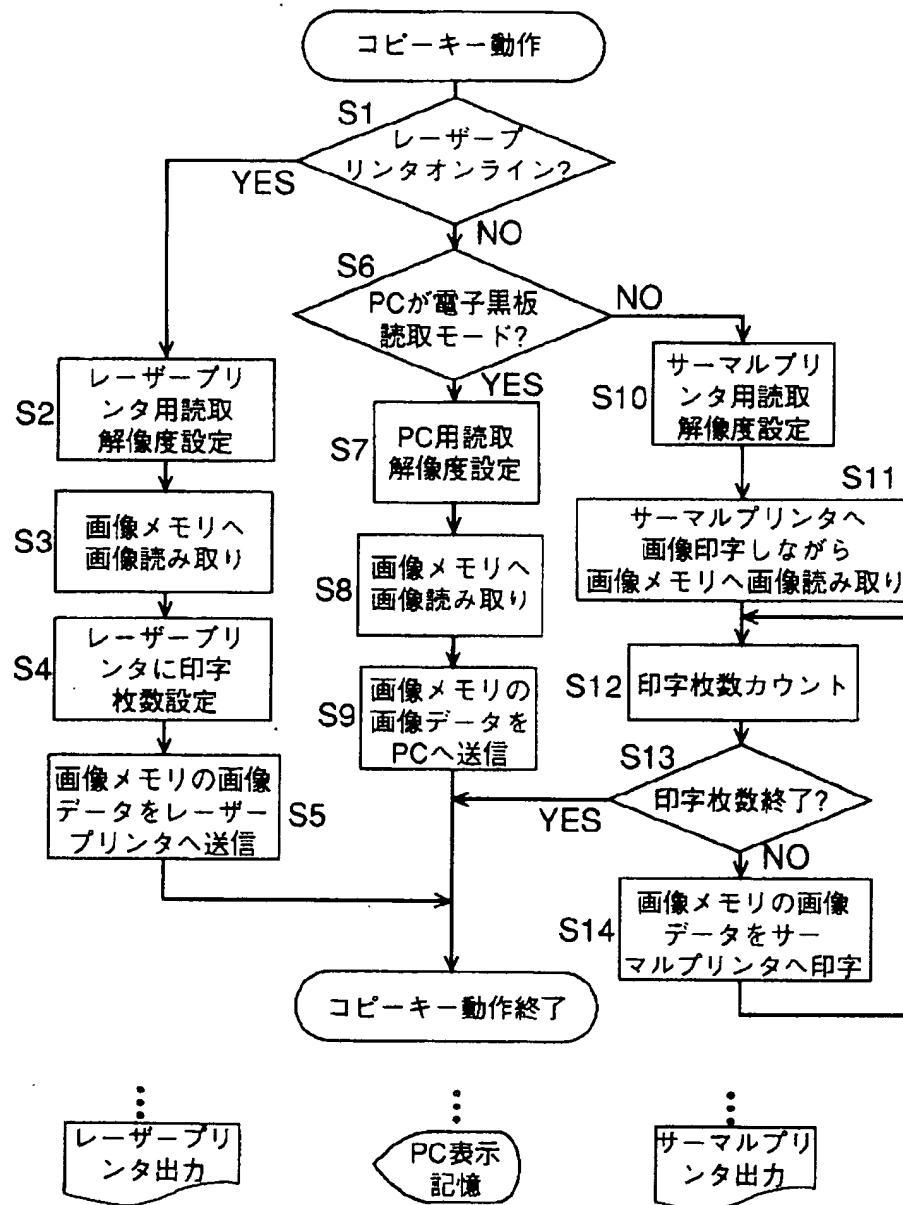 コピーキー動作
S1
レーザープ
リンタオンライン?
YES
NO
S6
PCが電子黒板
読取モード?
NO
YES
S2
レーザープリ
ンタ用読取
解像度設定
S3
画像メモリへ
画像読み取り
S4
レーザープリ
ンタに印字
枚数設定
画像メモリの画像
データをレーザー
プリンタへ送信
S5
S7
PC用読取
解像度設定
S8
画像メモリへ
画像読み取り
S9
画像メモリの
画像データを
PCへ送信
S10
サーマルプリ
ンタ用読取
解像度設定
S11
サーマルプリンタへ
画像印字しながら
画像メモリへ画像読み取り
S12
印字枚数カウント
S13
印字枚数終了?
YES
NO
S14
画像メモリの画像
データをサー
マルプリンタへ印字
コピーキー動作終了
レーザープリ
ンタ出力
PC表示
記憶
サーマルプリ
ンタ出力